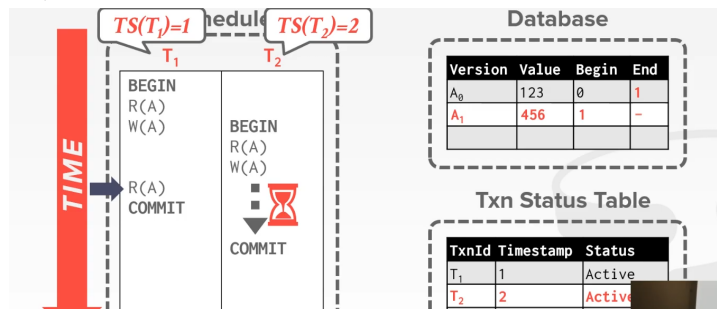 hedule
TS(T₁)=1
TS(T₂)=2
T₁
T₂
TIME
BEGIN
R(A)
W(A)
R(A)
COMMIT
BEGIN
R(A)
W(A)
COMMIT
Database
Version Value Begin End
A₀ 123 0 1
A₁ 456 1 -
Txn Status Table
TxnId Timestamp Status
T₁ 1 Active
T₂ 2 Active